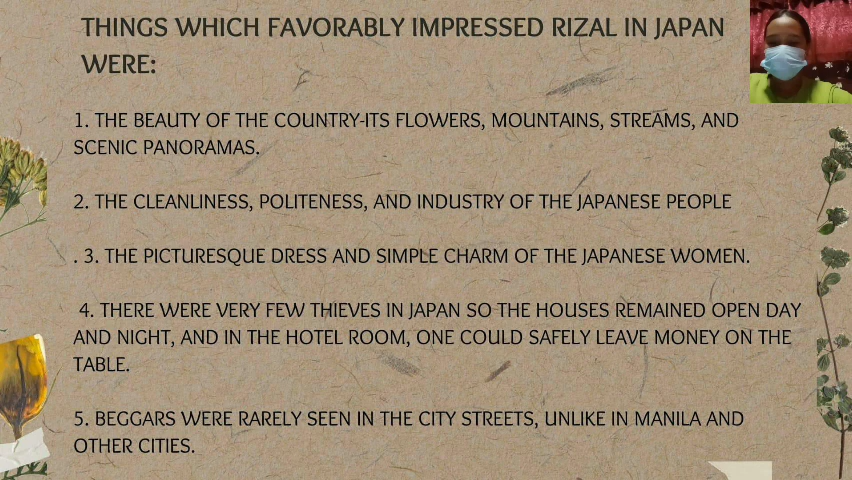 THINGS WHICH FAVORABLY IMPRESSED RIZAL IN JAPAN
WERE:
1. THE BEAUTY OF THE COUNTRY-ITS FLOWERS, MOUNTAINS, STREAMS, AND
SCENIC PANORAMAS.
2. THE CLEANLINESS, POLITENESS, AND INDUSTRY OF THE JAPANESE PEOPLE
. 3. THE PICTURESQUE DRESS AND SIMPLE CHARM OF THE JAPANESE WOMEN.
4. THERE WERE VERY FEW THIEVES IN JAPAN SO THE HOUSES REMAINED OPEN DAY
AND NIGHT, AND IN THE HOTEL ROOM, ONE COULD SAFELY LEAVE MONEY ON THE
TABLE.
5. BEGGARS WERE RARELY SEEN IN THE CITY STREETS, UNLIKE IN MANILA AND
OTHER CITIES.